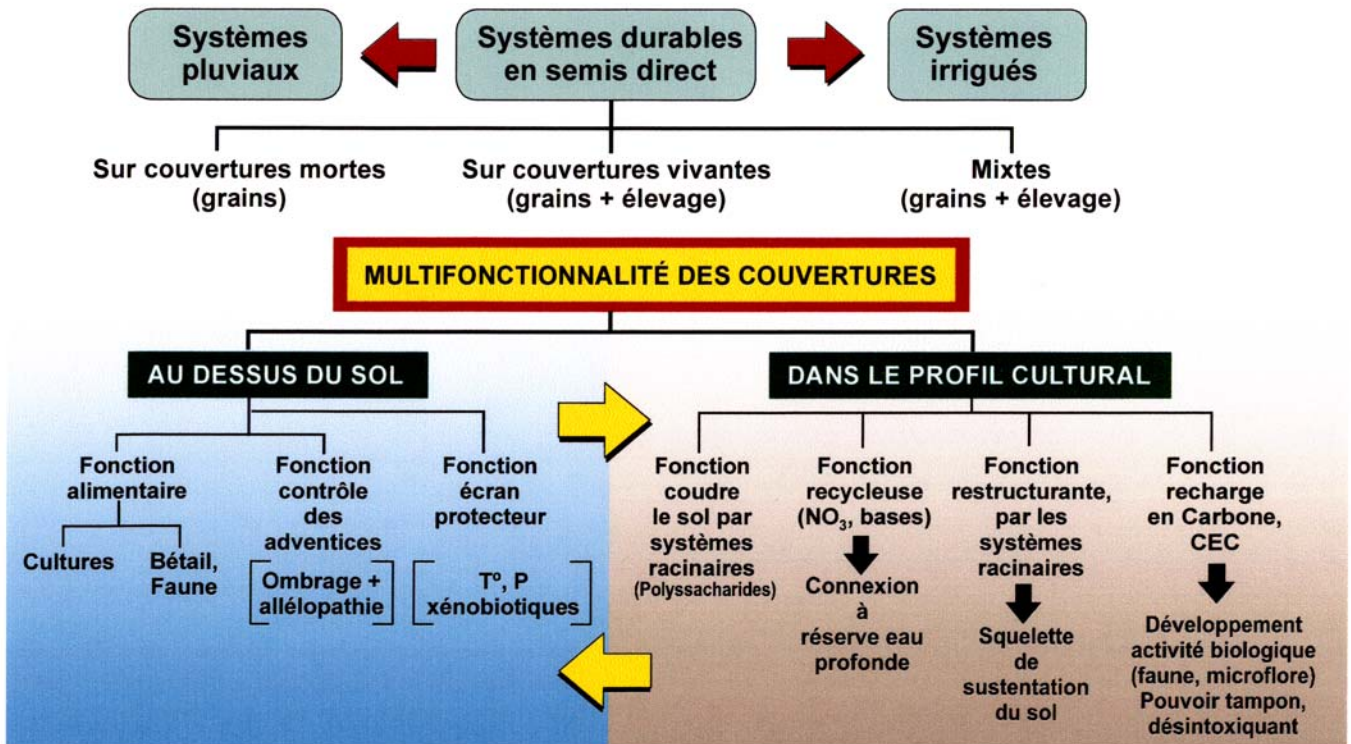 Systèmes
pluviaux
Systèmes durables
en semis direct
Systèmes
irrigués
Sur couvertures mortes
(grains)
Sur couvertures vivantes
(grains + élevage)
Mixtes
(grains + élevage)
MULTIFONCTIONNALITÉ DES COUVERTURES
AU DESSUS DU SOL
DANS LE PROFIL CULTURAL
Fonction
alimentaire
Cultures
Bétail,
Faune
Fonction
contrôle
des
adventices
Ombrage +
allélopathie
Fonction
écran
protecteur
Tº, P
xénobiotiques
Fonction
coudre
le sol par
systèmes
racinaires
(Polyssacharides)
Fonction
recycleuse
(NO₃, bases)
Connexion
à
réserve eau
profonde
Fonction
restructurante,
par les
systèmes
racinaires
Squelette
de
sustentation
du sol
Fonction
recharge
en Carbone,
CEC
Développement
activité biologique
(faune, microflore)
Pouvoir tampon,
désintoxiquant